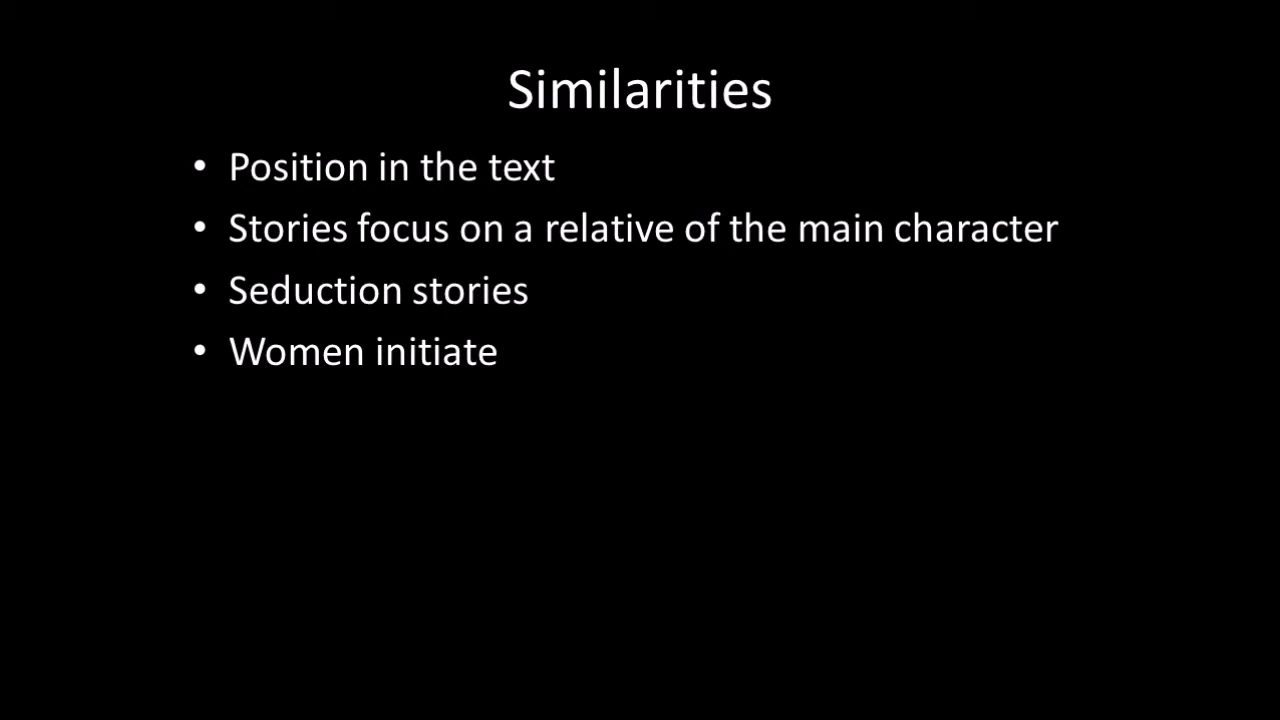 Similarities
• Position in the text
• Stories focus on a relative of the main character
• Seduction stories
• Women initiate